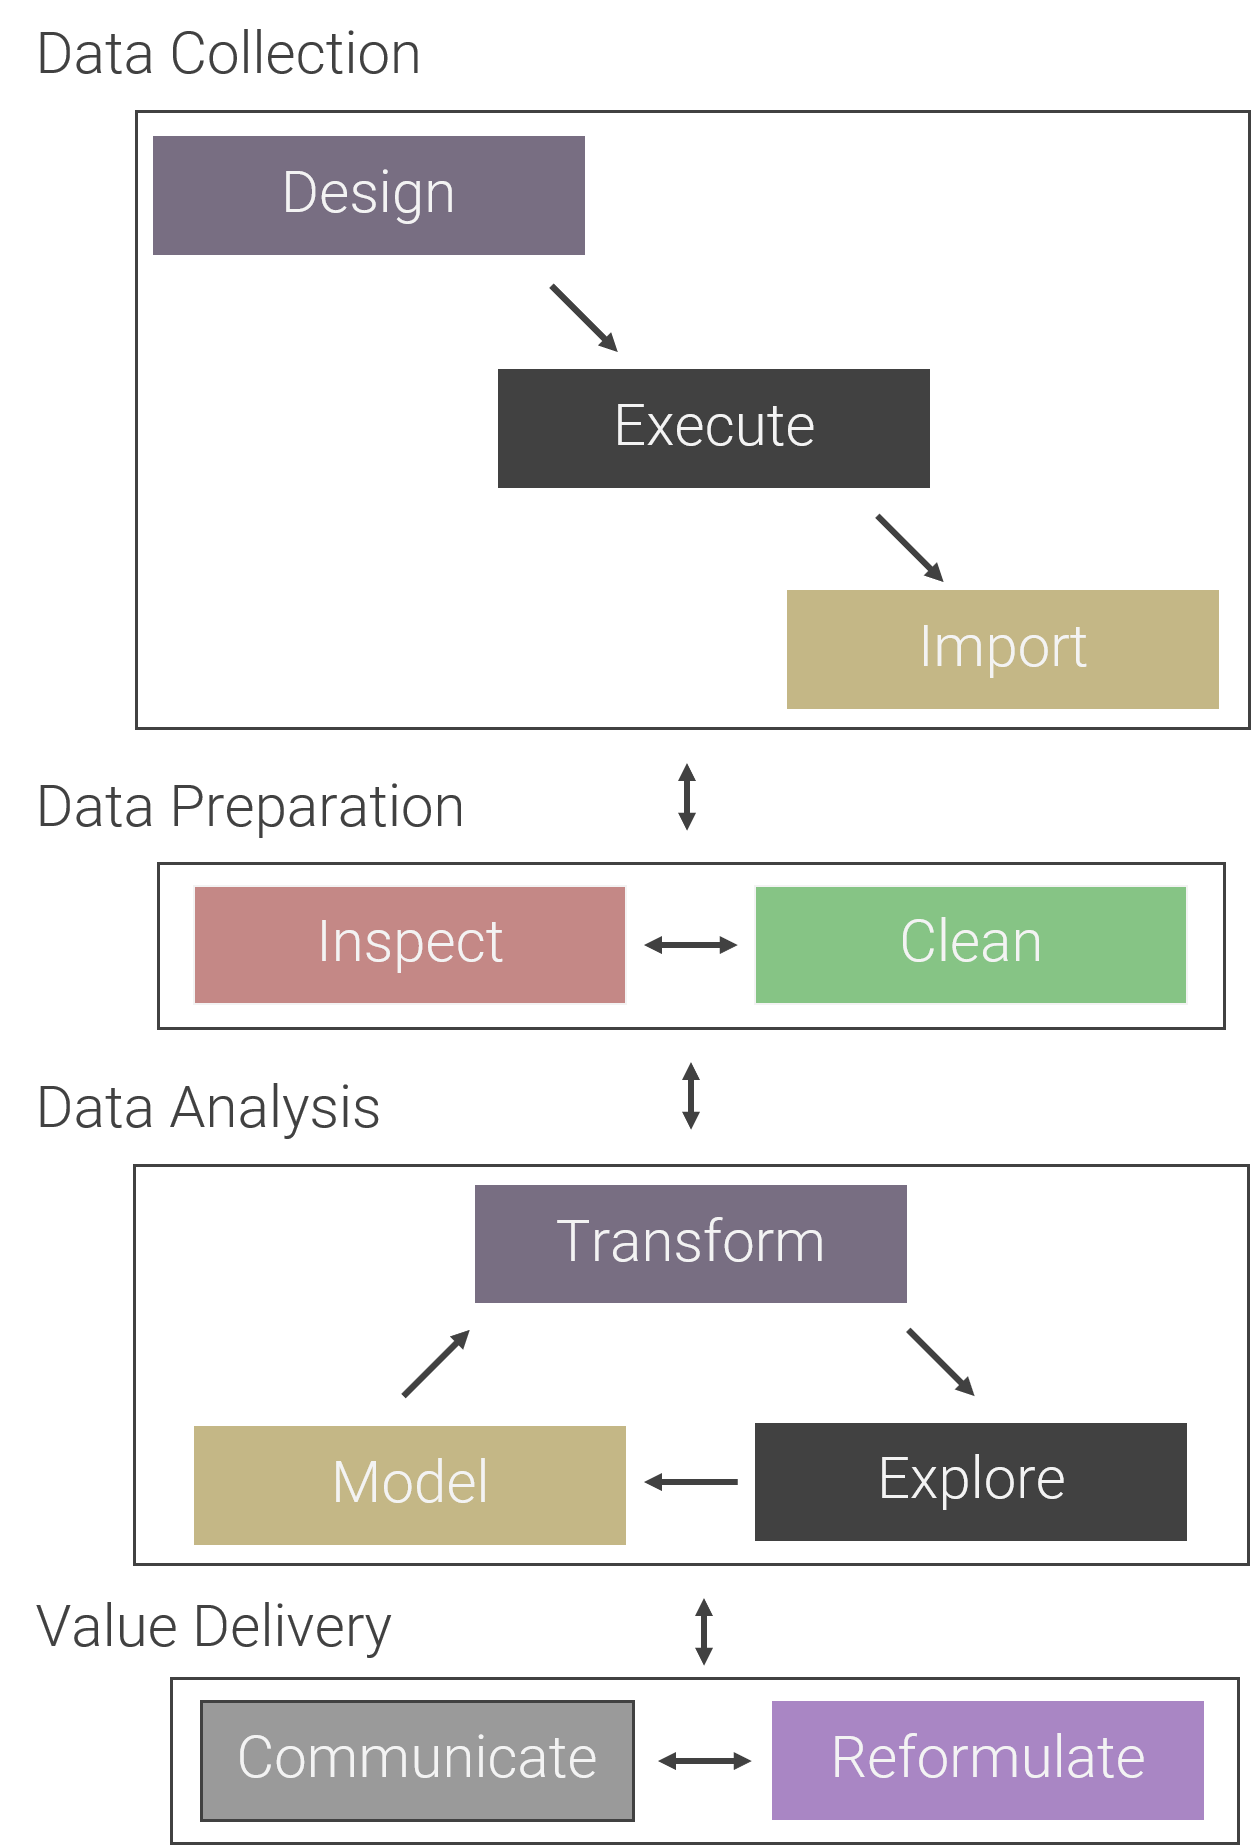 Data Collection
Design
Execute
Import
Data Preparation
Inspect
Clean
Data Analysis
Transform
Model
Explore
Value Delivery
Communicate
Reformulate